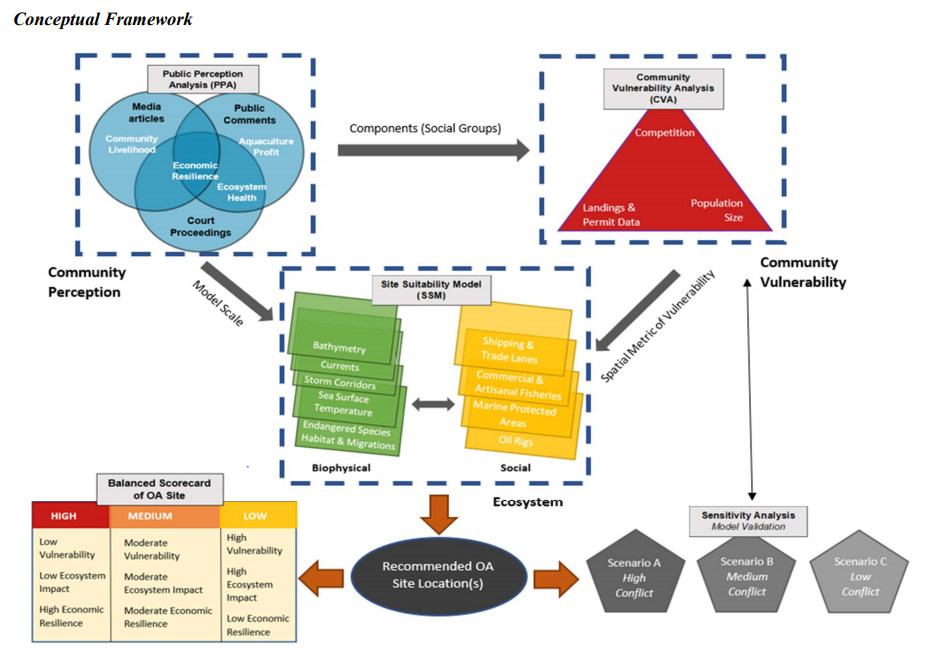 Conceptual Framework
Public Perception
Analysis (PPA)
Media
articles
Public
Comments
Community
Livelihood
Aquaculture
Profit
Economic
Resilience
Ecosystem
Health
Court
Proceedings
Community
Perception
Components (Social Groups)
Community
Vulnerability Analysis
(CVA)
Competition
Landings &
Permit Data
Population
Size
Community
Vulnerability
Model Scale
Spatial Metric of Vulnerability
Site Suitability Model
(SSM)
Bathymetry
Currents
Storm Corridors
Sea Surface
Temperature
Endangered Species
Habitat & Migrations
Biophysical
Shipping &
Trade Lanes
Commercial &
Artisanal Fisheries
Marine Protected
Areas
Oil Rigs
Social
Ecosystem
Balanced Scorecard
of OA Site
HIGH
MEDIUM
LOW
Low
Vulnerability
Low Ecosystem
Impact
High Economic
Resilience
Moderate
Vulnerability
Moderate
Ecosystem Impact
Moderate Economic
Resilience
High
Vulnerability
High
Ecosystem
Impact
Low Economic
Resilience
Recommended OA
Site Location(s)
Sensitivity Analysis
Model Validation
Scenario A
High
Conflict
Scenario B
Medium
Conflict
Scenario C
Low
Conflict